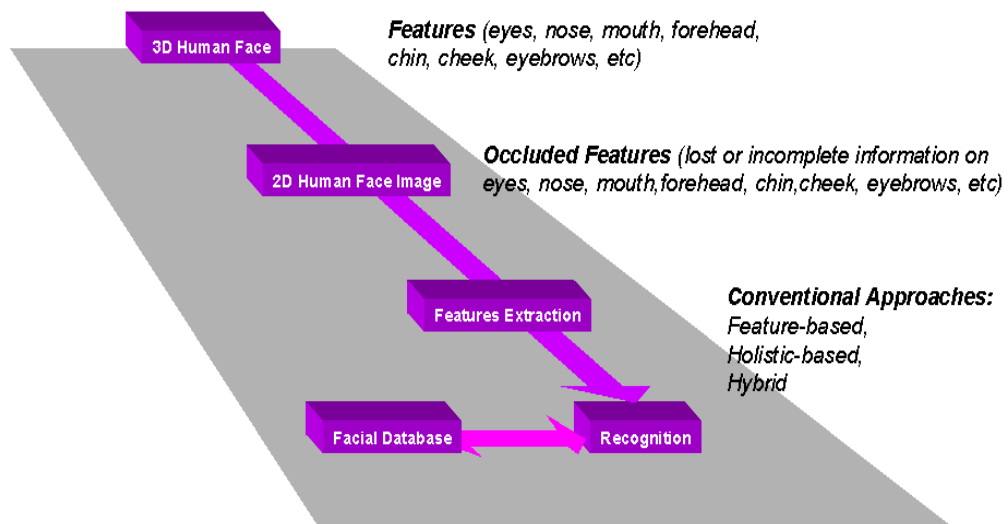 3D Human Face
Features (eyes, nose, mouth, forehead,
chin, cheek, eyebrows, etc)
2D Human Face Image
Occluded Features (lost or incomplete information on
eyes, nose, mouth,forehead, chin,cheek, eyebrows, etc)
Features Extraction
Conventional Approaches:
Feature-based,
Holistic-based,
Hybrid
Facial Database
Recognition